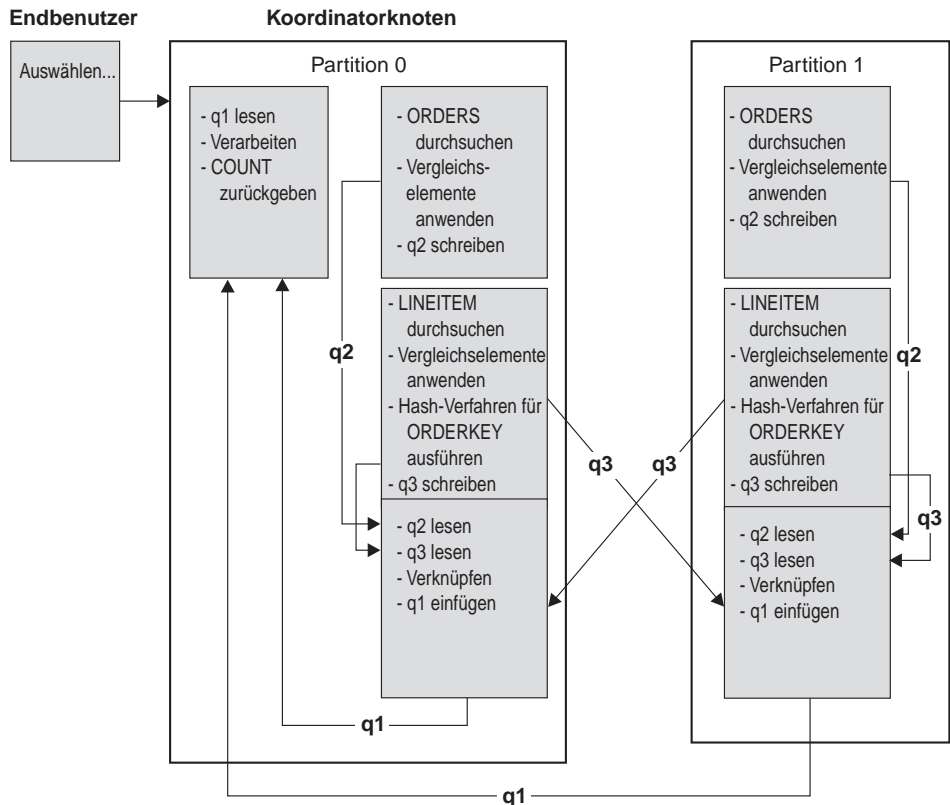 Endbenutzer
Koordinatorknoten
Auswählen...
Partition 0
- q1 lesen
- Verarbeiten
- COUNT
zurückgeben
- ORDERS
durchsuchen
- Vergleichs-
elemente
anwenden
- q2 schreiben
q2
- LINEITEM
durchsuchen
- Vergleichselemente
anwenden
- Hash-Verfahren für
ORDERKEY
ausführen
- q3 schreiben
- q2 lesen
- q3 lesen
- Verknüpfen
- q1 einfügen
q1
q3
q3
Partition 1
- ORDERS
durchsuchen
- Vergleichselemente
anwenden
- q2 schreiben
q2
- LINEITEM
durchsuchen
- Vergleichselemente
anwenden
- Hash-Verfahren für
ORDERKEY
ausführen
- q3 schreiben
q3
- q2 lesen
- q3 lesen
- Verknüpfen
- q1 einfügen
q1